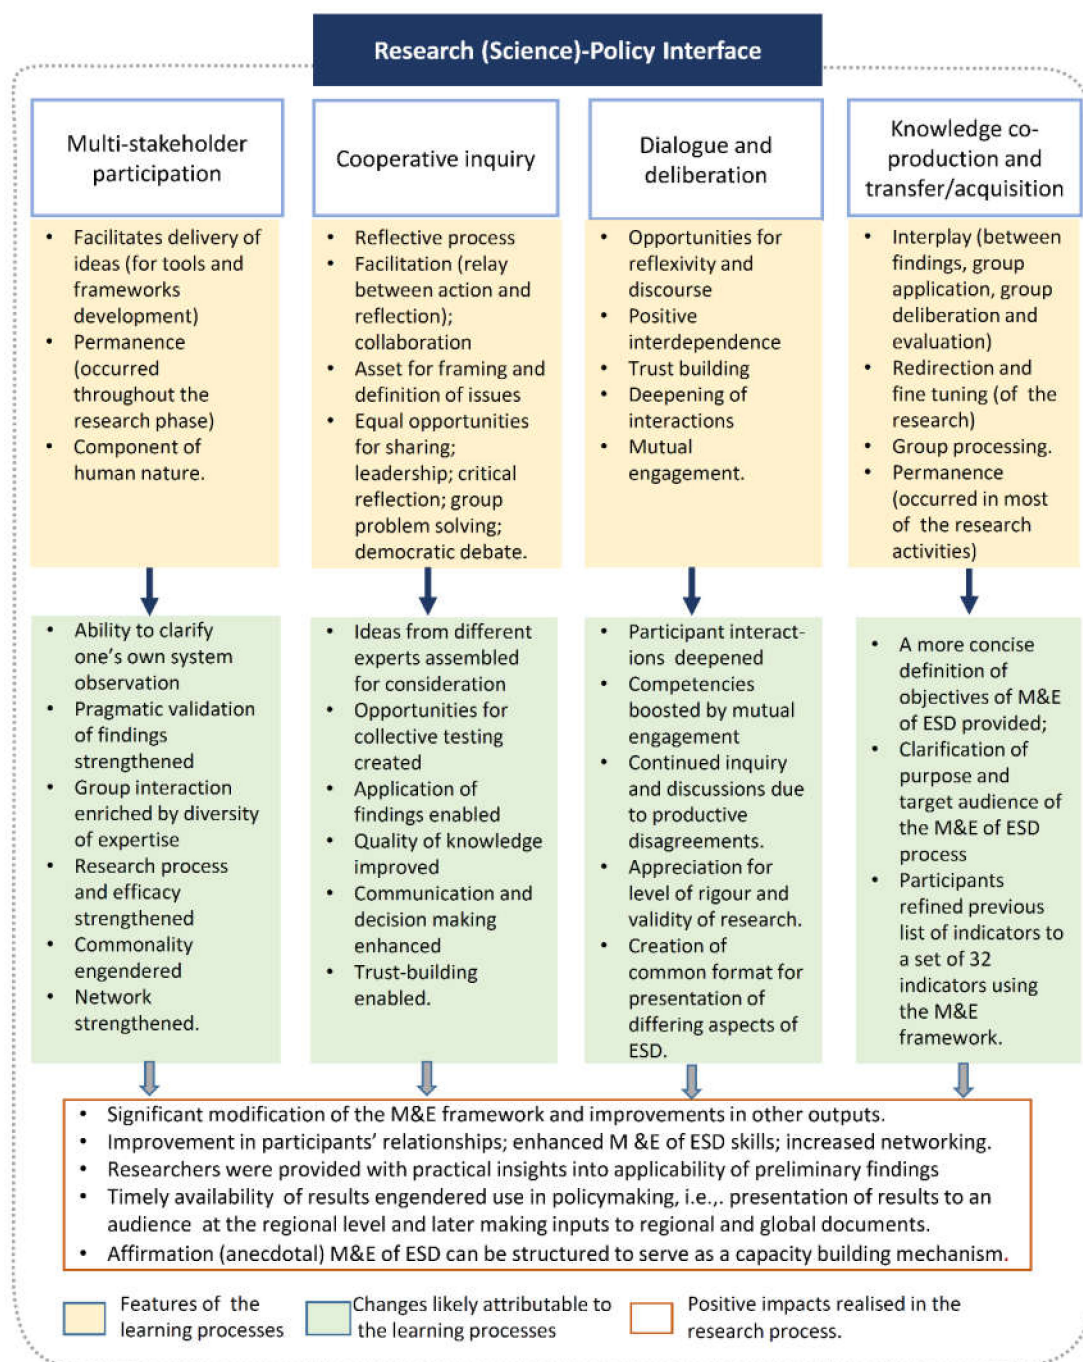 Research (Science)-Policy Interface
Multi-stakeholder
participation
Cooperative inquiry
Dialogue and
deliberation
Knowledge co-
production and
transfer/acquisition
• Facilitates delivery of
ideas (for tools and
frameworks
development)
• Permanence
(occurred
throughout the
research phase)
• Component of
human nature.
• Reflective process
• Facilitation (relay
between action and
reflection);
collaboration
• Asset for framing and
definition of issues
• Equal opportunities
for sharing;
leadership; critical
reflection; group
problem solving;
democratic debate.
• Opportunities for
reflexivity and
discourse
• Positive
interdependence
• Trust building
• Deepening of
interactions
• Mutual
engagement.
• Interplay (between
findings, group
application, group
deliberation and
evaluation)
• Redirection and
fine tuning (of the
research)
• Group processing.
• Permanence
(occurred in most
of the research
activities)
• Ability to clarify
one's own system
observation
• Pragmatic validation
of findings
strengthened
• Group interaction
enriched by diversity
of expertise
• Research process
and efficacy
strengthened
• Commonality
engendered
• Network
strengthened.
• Ideas from different
experts assembled
for consideration
• Opportunities for
collective testing
created
• Application of
findings enabled
• Quality of knowledge
improved
• Communication and
decision making
enhanced
• Trust-building
enabled.
• Participant interact-
ions deepened
• Competencies
boosted by mutual
engagement
• Continued inquiry
and discussions due
to productive
disagreements.
• Appreciation for
level of rigour and
validity of research.
• Creation of
common format for
presentation of
differing aspects of
ESD.
• A more concise
definition of
objectives of M&E
of ESD provided;
• Clarification of
purpose and
target audience of
the M&E of ESD
process
• Participants
refined previous
list of indicators to
a set of 32
indicators using
the M&E
framework.
• Significant modification of the M&E framework and improvements in other outputs.
• Improvement in participants' relationships; enhanced M &E of ESD skills; increased networking.
• Researchers were provided with practical insights into applicability of preliminary findings
• Timely availability of results engendered use in policymaking, i.e.,. presentation of results to an
audience at the regional level and later making inputs to regional and global documents.
• Affirmation (anecdotal) M&E of ESD can be structured to serve as a capacity building mechanism.
Features of the
learning processes
Changes likely attributable to
the learning processes
Positive impacts realised in the
research process.